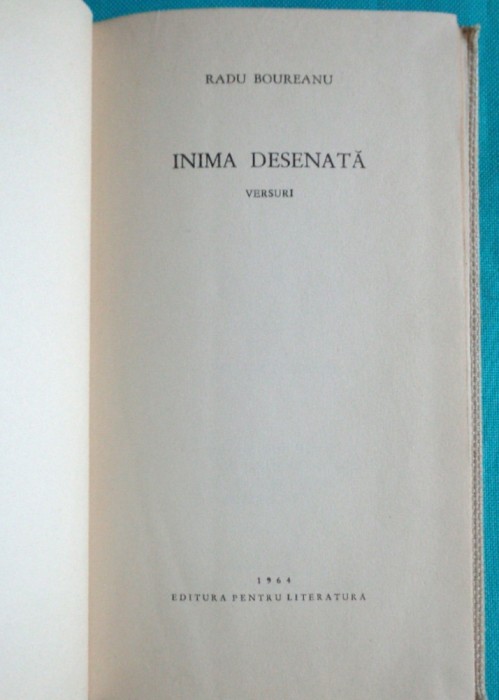 RADU BOUREANU
INIMA DESENATĂ
VERSURI
1964
EDITURA PENTRU LITERATURA